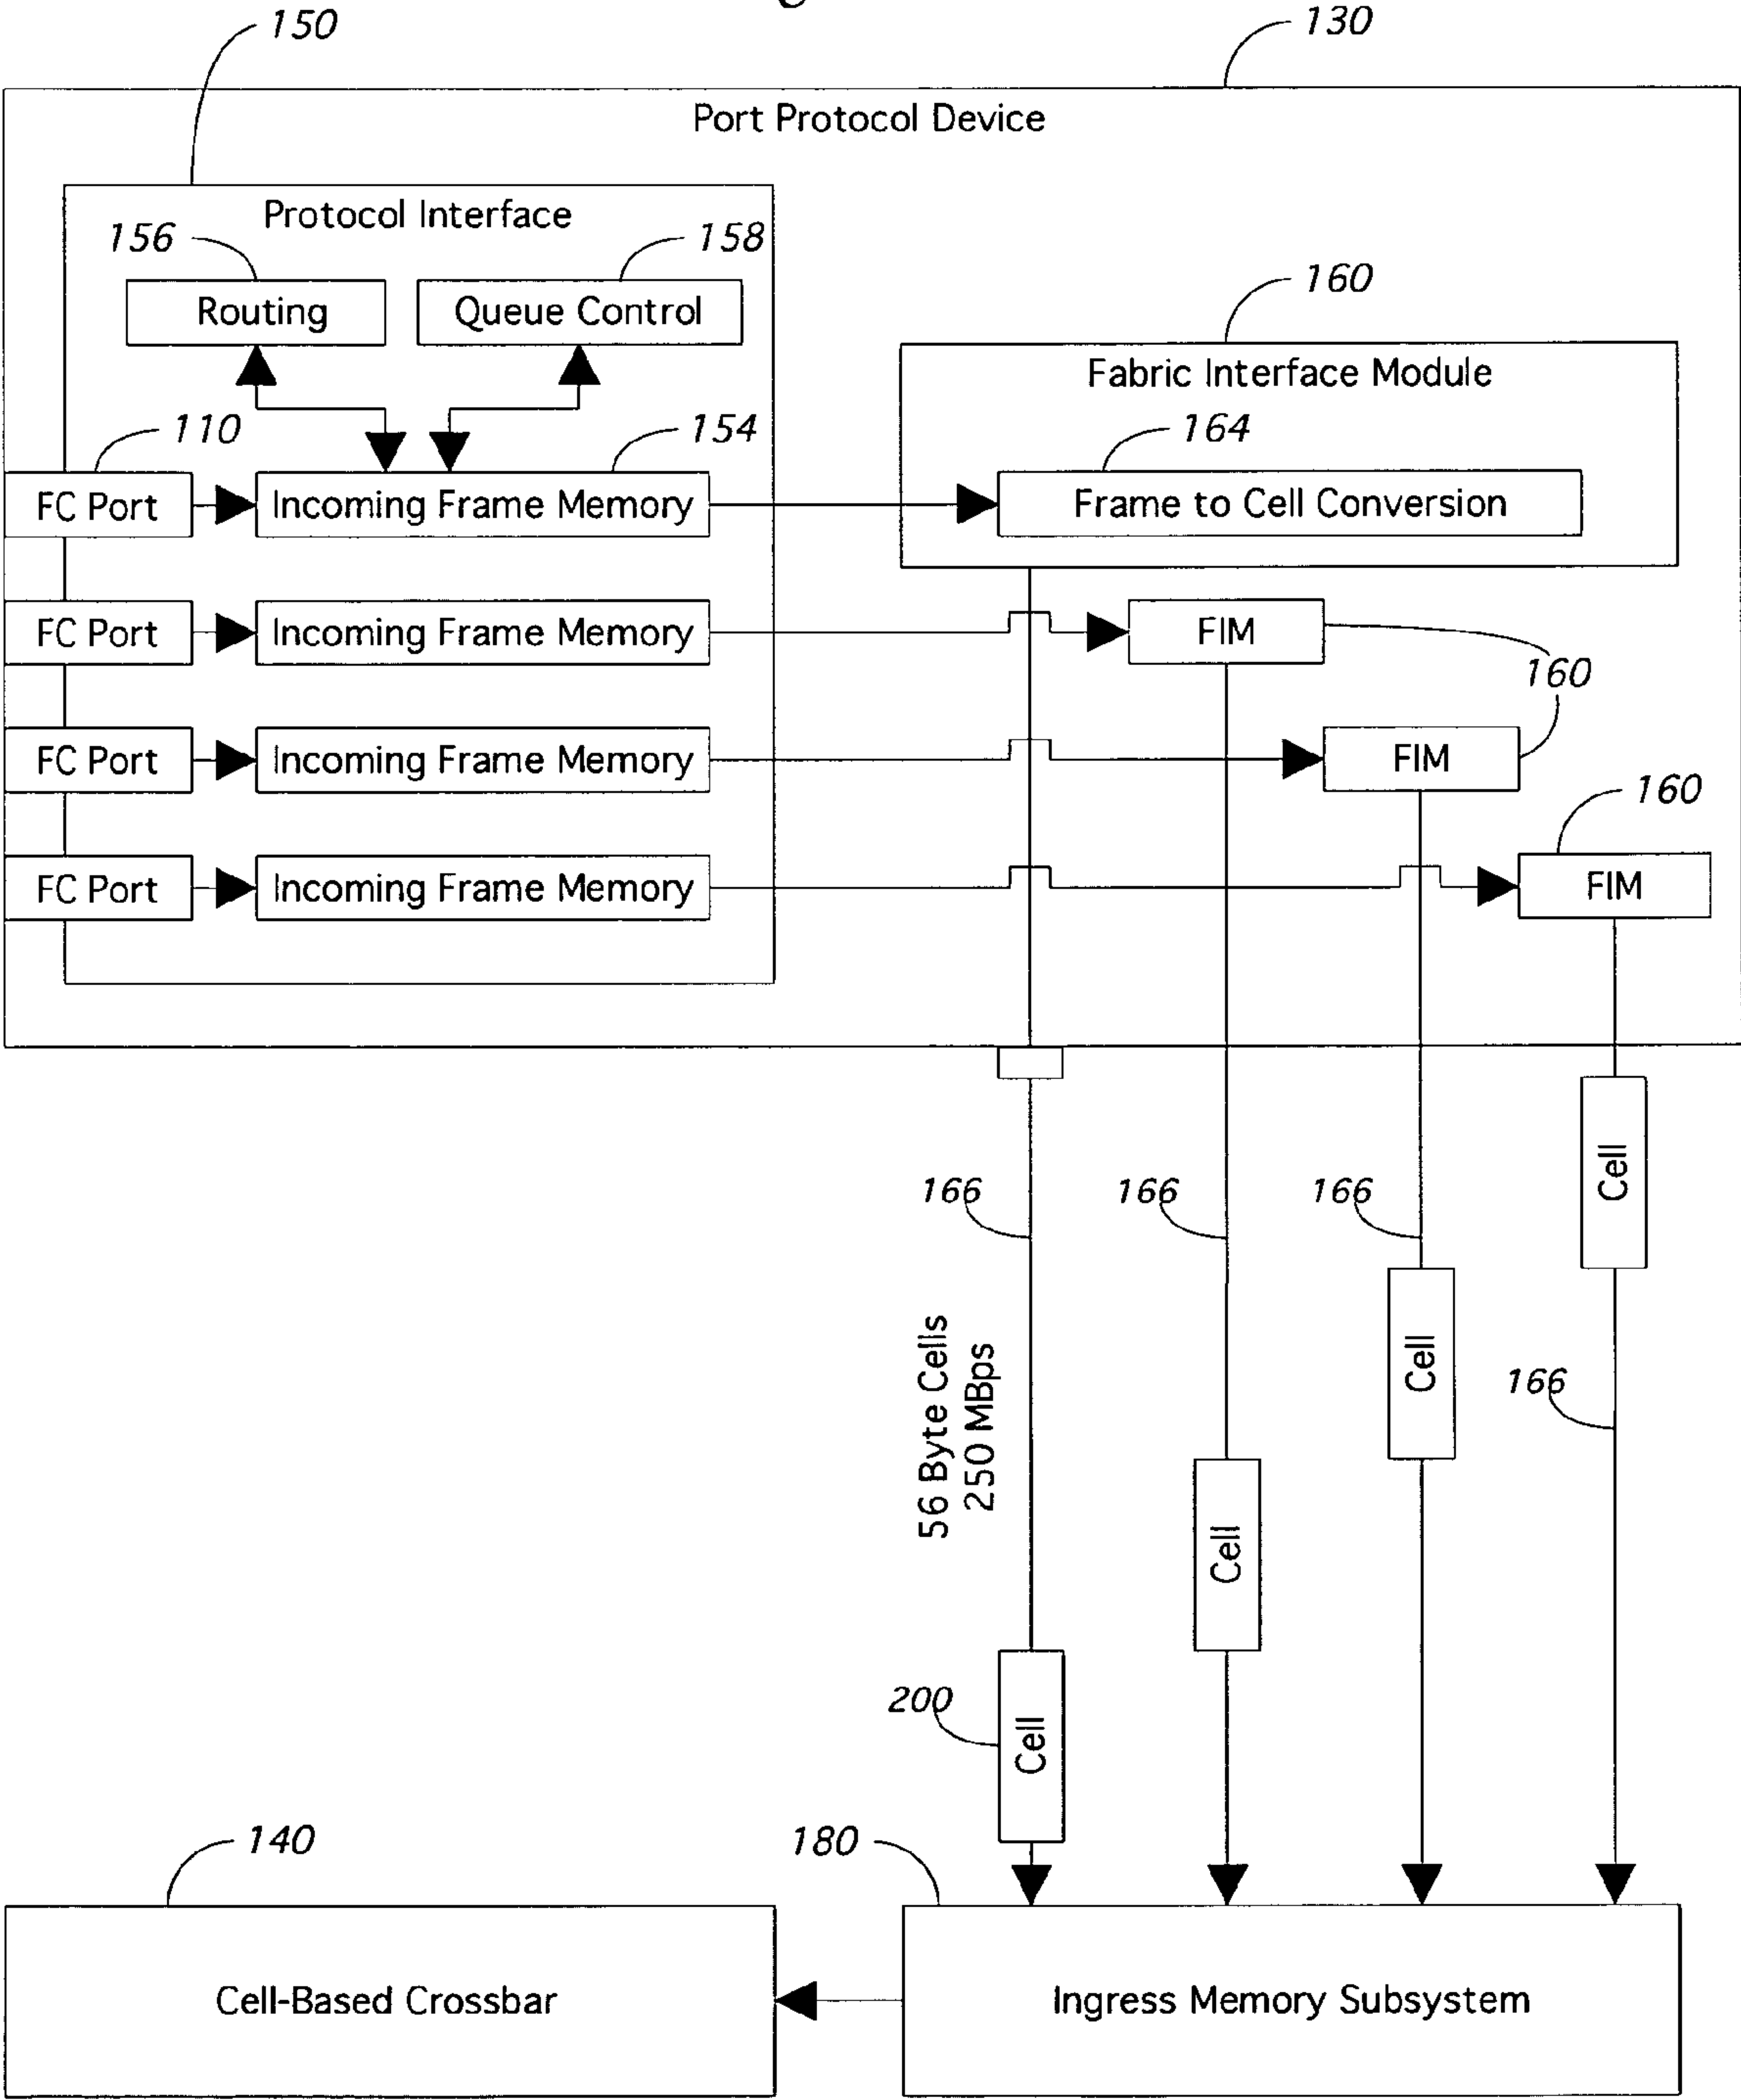 150
130
Port Protocol Device
Protocol Interface
156
158
Routing
Queue Control
160
Fabric Interface Module
110
154
164
FC Port
Incoming Frame Memory
Frame to Cell Conversion
FC Port
Incoming Frame Memory
FIM
160
FC Port
Incoming Frame Memory
FIM
160
FC Port
Incoming Frame Memory
FIM
Cell
166
166
166
Cell
56 Byte Cells
250 MBps
166
Cell
200
Cell
140
180
Cell-Based Crossbar
Ingress Memory Subsystem